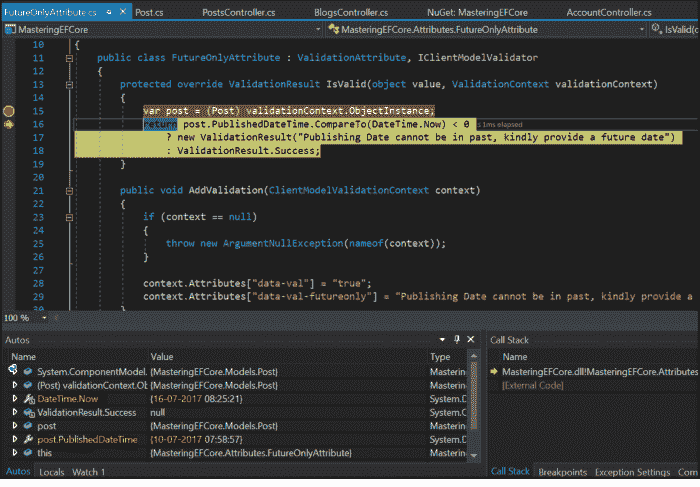 FutureOnlyAttribute.cs Post.cs PostsController.cs BlogsController.cs NuGet: MasteringEFCore AccountController.cs
MasteringEFCore MasteringEFCore.Attributes.FutureOnlyAttribute IsValid(
10 {
11 public class FutureOnlyAttribute : ValidationAttribute, IClientModelValidator
12 {
13 protected override ValidationResult IsValid(object value, ValidationContext validationContext)
14 {
15 var post = (Post) validationContext.ObjectInstance;
16 return post.PublishedDateTime.CompareTo(DateTime.Now) < 0 ≤ 1ms elapsed
17 ? new ValidationResult("Publishing Date cannot be in past, kindly provide a future date")
18 : ValidationResult.Success;
19 }
20
21 public void AddValidation(ClientModelValidationContext context)
22 {
23 if (context == null)
24 {
25 throw new ArgumentNullException(nameof(context));
26 }
27
28 context.Attributes["data-val"] = "true";
29 context.Attributes["data-val-futureonly"] = "Publishing Date cannot be in past, kindly provide a
30 }
100 %
Autos
Name Value Type
System.ComponentModel. {MasteringEFCore.Models.Post} Masterin
(Post) validationContext.Ob {MasteringEFCore.Models.Post} Masterin
DateTime.Now {16-07-2017 08:25:21} System.D
ValidationResult.Success null System.C
post {MasteringEFCore.Models.Post} Masterin
post.PublishedDateTime {10-07-2017 07:58:57} System.D
this {MasteringEFCore.Attributes.FutureOnlyAttribute} Masterin
Autos Locals Watch 1
Call Stack
Name
MasteringEFCore.dll!MasteringEFCore.Attributes
[External Code]
Call Stack Breakpoints Exception Settings Com